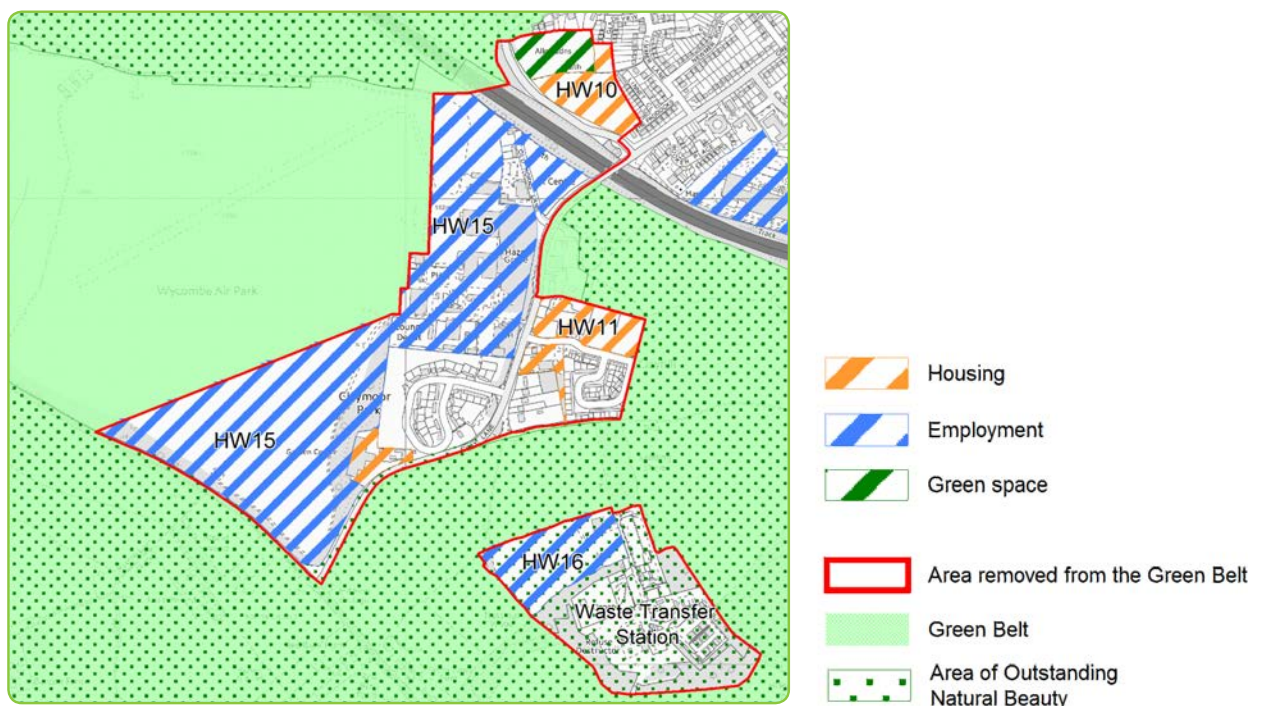 HW10
HW15
Wycombe Air Park
HW11
HW15
HW16
Waste Transfer
Station
Track
Housing
Employment
Green space
Area removed from the Green Belt
Green Belt
Area of Outstanding
Natural Beauty